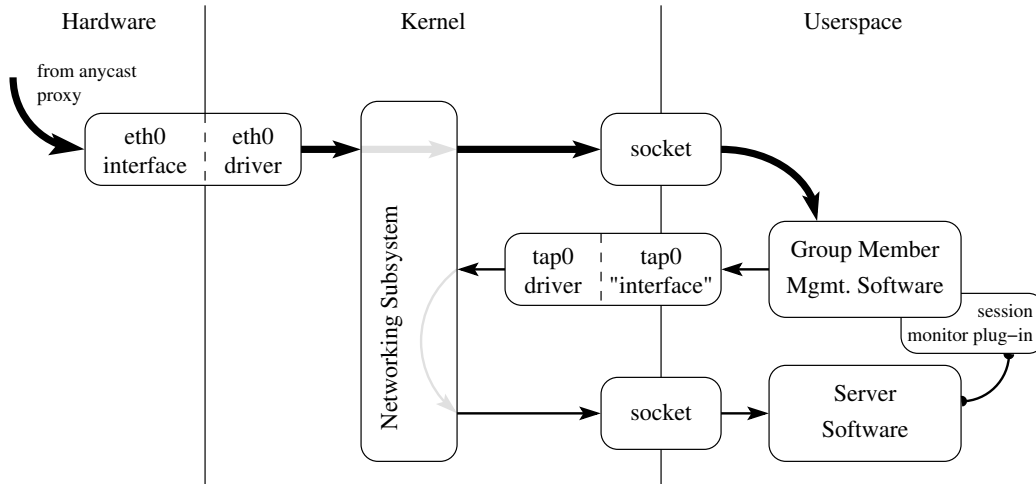 Hardware
Kernel
Userspace
from anycast
proxy
eth0
interface
eth0
driver
socket
Networking Subsystem
tap0
driver
tap0
"interface"
Group Member
Mgmt. Software
session
monitor plug−in
socket
Server
Software